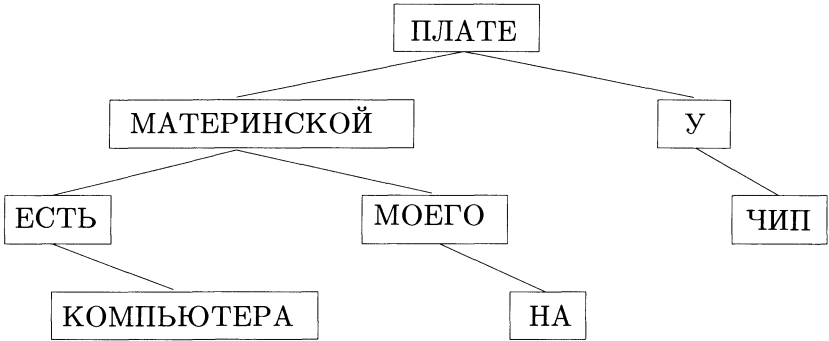 ПЛАТЕ
МАТЕРИНСКОЙ У
ЕСТЬ МОЕГО ЧИП
КОМПЬЮТЕРА НА